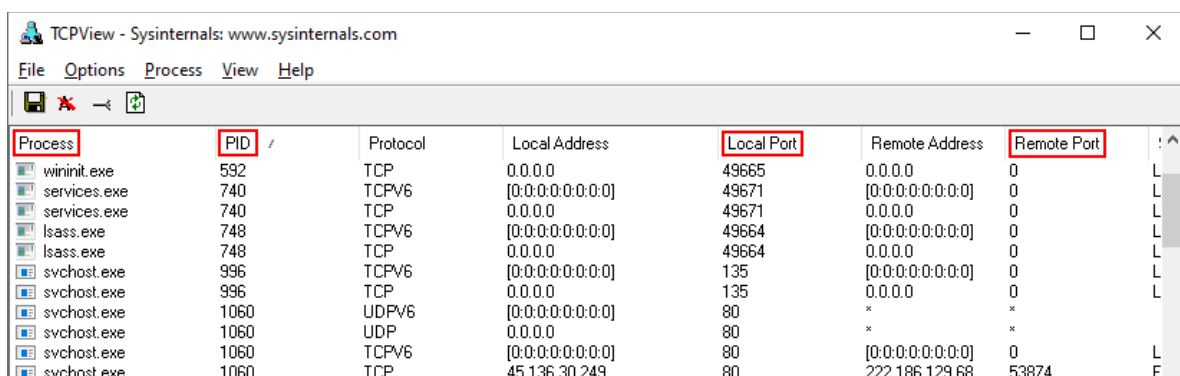 TCPView - Sysinternals: www.sysinternals.com
File Options Process View Help
Process PID / Protocol Local Address Local Port Remote Address Remote Port
wininit.exe 592 TCP 0.0.0.0 49665 0.0.0.0 0 L
services.exe 740 TCPV6 [0:0:0:0:0:0:0:0] 49671 [0:0:0:0:0:0:0:0] 0 L
services.exe 740 TCP 0.0.0.0 49671 0.0.0.0 0 L
lsass.exe 748 TCPV6 [0:0:0:0:0:0:0:0] 49664 [0:0:0:0:0:0:0:0] 0 L
lsass.exe 748 TCP 0.0.0.0 49664 0.0.0.0 0 L
svchost.exe 996 TCPV6 [0:0:0:0:0:0:0:0] 135 [0:0:0:0:0:0:0:0] 0 L
svchost.exe 996 TCP 0.0.0.0 135 0.0.0.0 0 L
svchost.exe 1060 UDPV6 [0:0:0:0:0:0:0:0] 80 * *
svchost.exe 1060 UDP 0.0.0.0 80 * *
svchost.exe 1060 TCPV6 [0:0:0:0:0:0:0:0] 80 [0:0:0:0:0:0:0:0] 0 L
svchost.exe 1060 TCP 45.136.30.249 80 222.186.129.68 53874